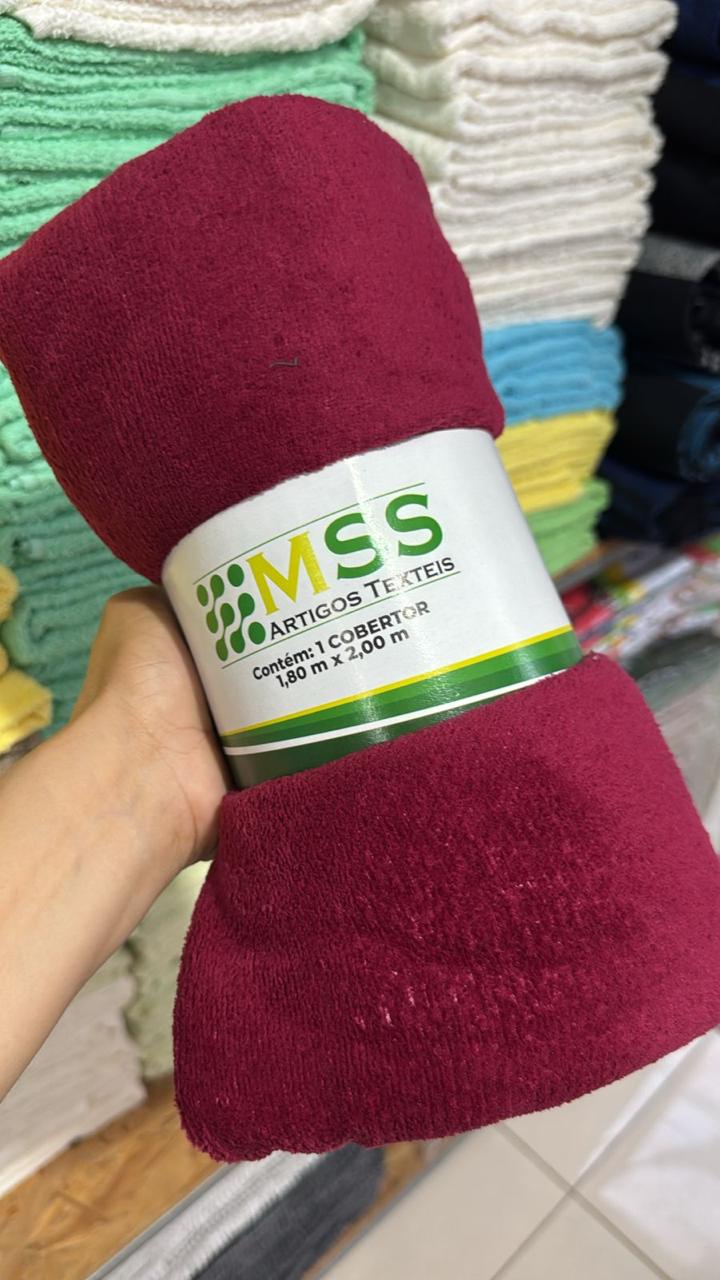 MSS
ARTIGOS TEXTEIS
Contém: 1 COBERTOR
1,80 m x 2,00 m